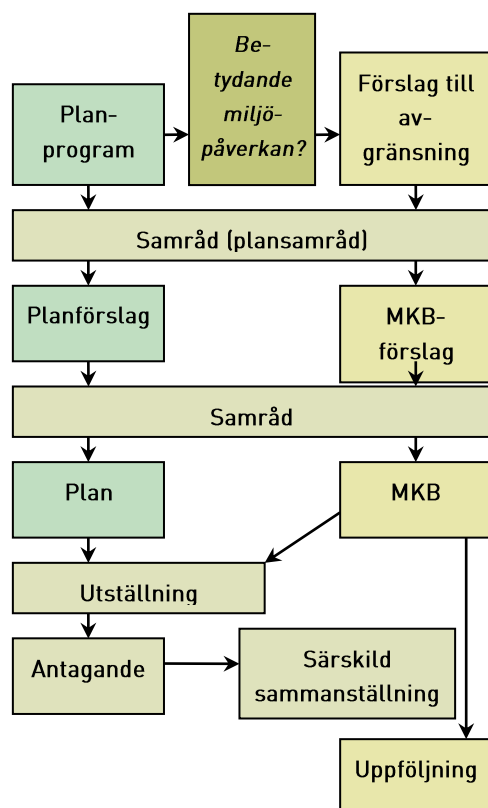 Plan-
program
Be-
tydande
miljö-
påverkan?
Förslag till
av-
gränsning
Samråd (plansamråd)
Planförslag
MKB-
förslag
Samråd
Plan
MKB
Utställning
Antagande
Särskild
sammanställning
Uppföljning